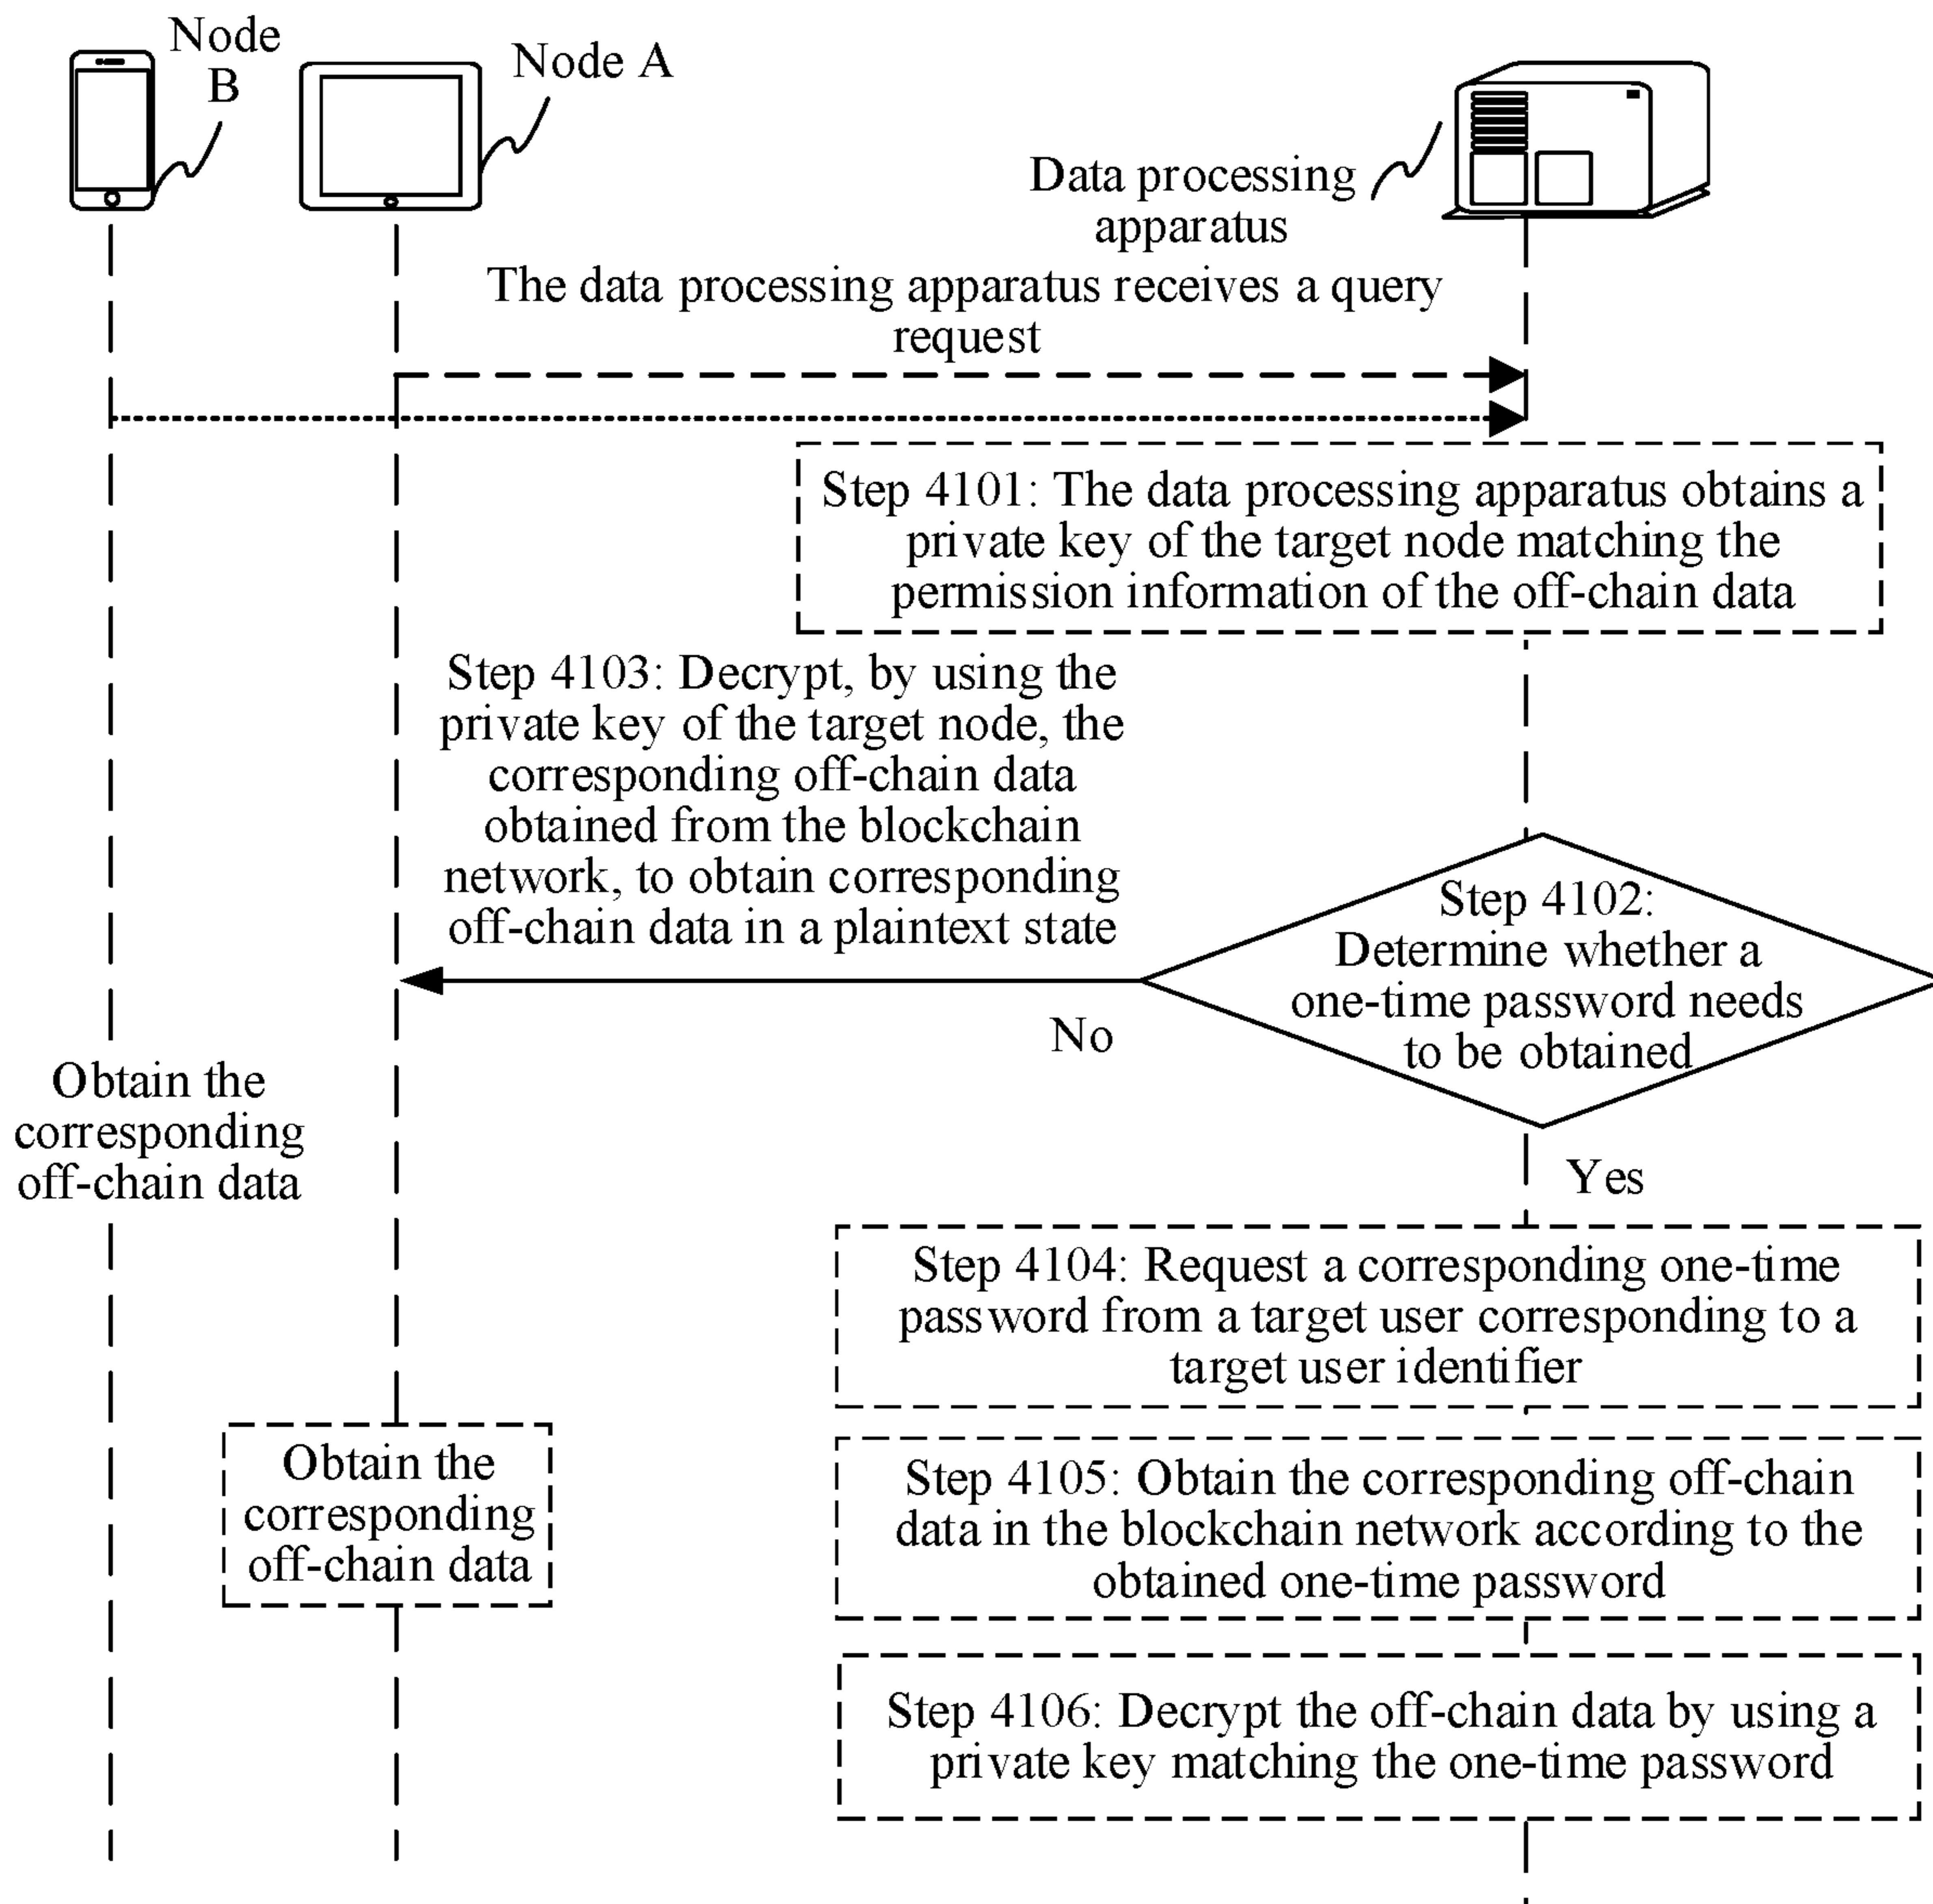 Node
B
Node A
Data processing
apparatus
The data processing apparatus receives a query
request
Step 4101: The data processing apparatus obtains a
private key of the target node matching the
permission information of the off-chain data
Step 4103: Decrypt, by using the
private key of the target node, the
corresponding off-chain data
obtained from the blockchain
network, to obtain corresponding
off-chain data in a plaintext state
Step 4102:
Determine whether a
one-time password needs
to be obtained
No
Yes
Obtain the
corresponding
off-chain data
Step 4104: Request a corresponding one-time
password from a target user corresponding to a
target user identifier
Obtain the
corresponding
off-chain data
Step 4105: Obtain the corresponding off-chain
data in the blockchain network according to the
obtained one-time password
Step 4106: Decrypt the off-chain data by using a
private key matching the one-time password